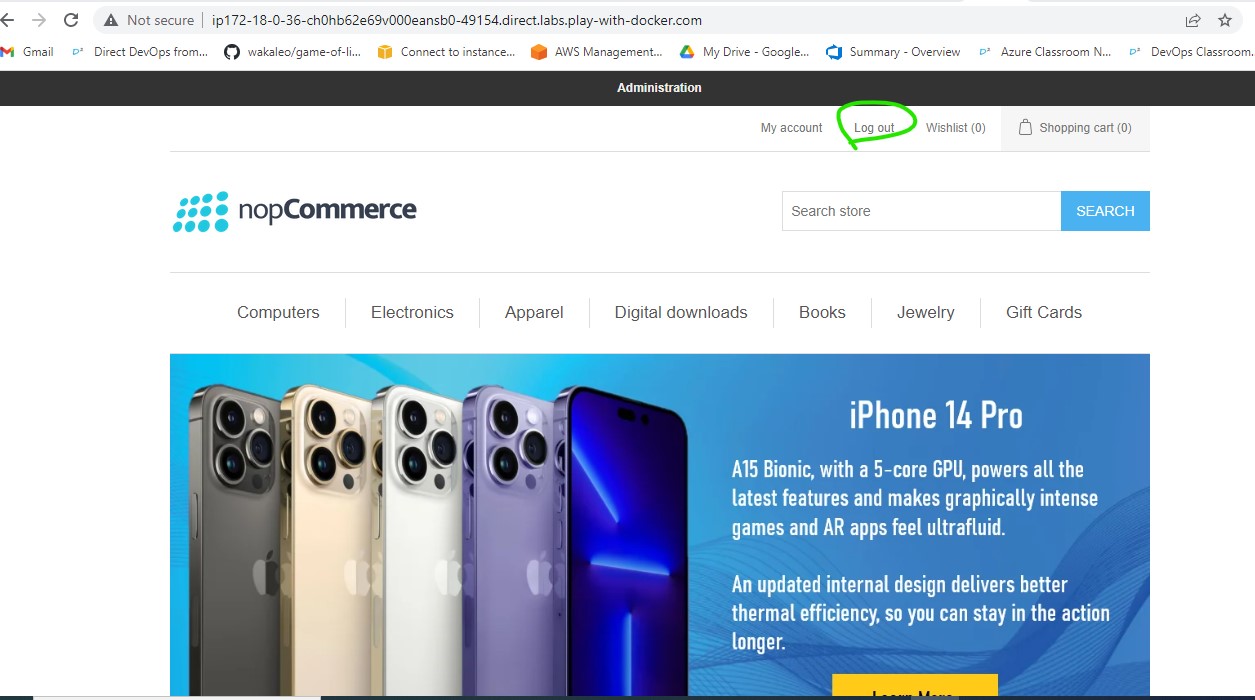 Not secure ip172-18-0-36-ch0hb62e69v000eansb0-49154.direct.labs.play-with-docker.com
Gmail Direct DevOps from... wakaleo/game-of-li... Connect to instance... AWS Management... My Drive - Google... Summary - Overview Azure Classroom N... DevOps Classroom.
Administration
My account Log out Wishlist (0) Shopping cart (0)
nopCommerce
Search store SEARCH
Computers Electronics Apparel Digital downloads Books Jewelry Gift Cards
iPhone 14 Pro
A15 Bionic, with a 5-core GPU, powers all the
latest features and makes graphically intense
games and AR apps feel ultrafluid.
An updated internal design delivers better
thermal efficiency, so you can stay in the action
longer.
Learn More